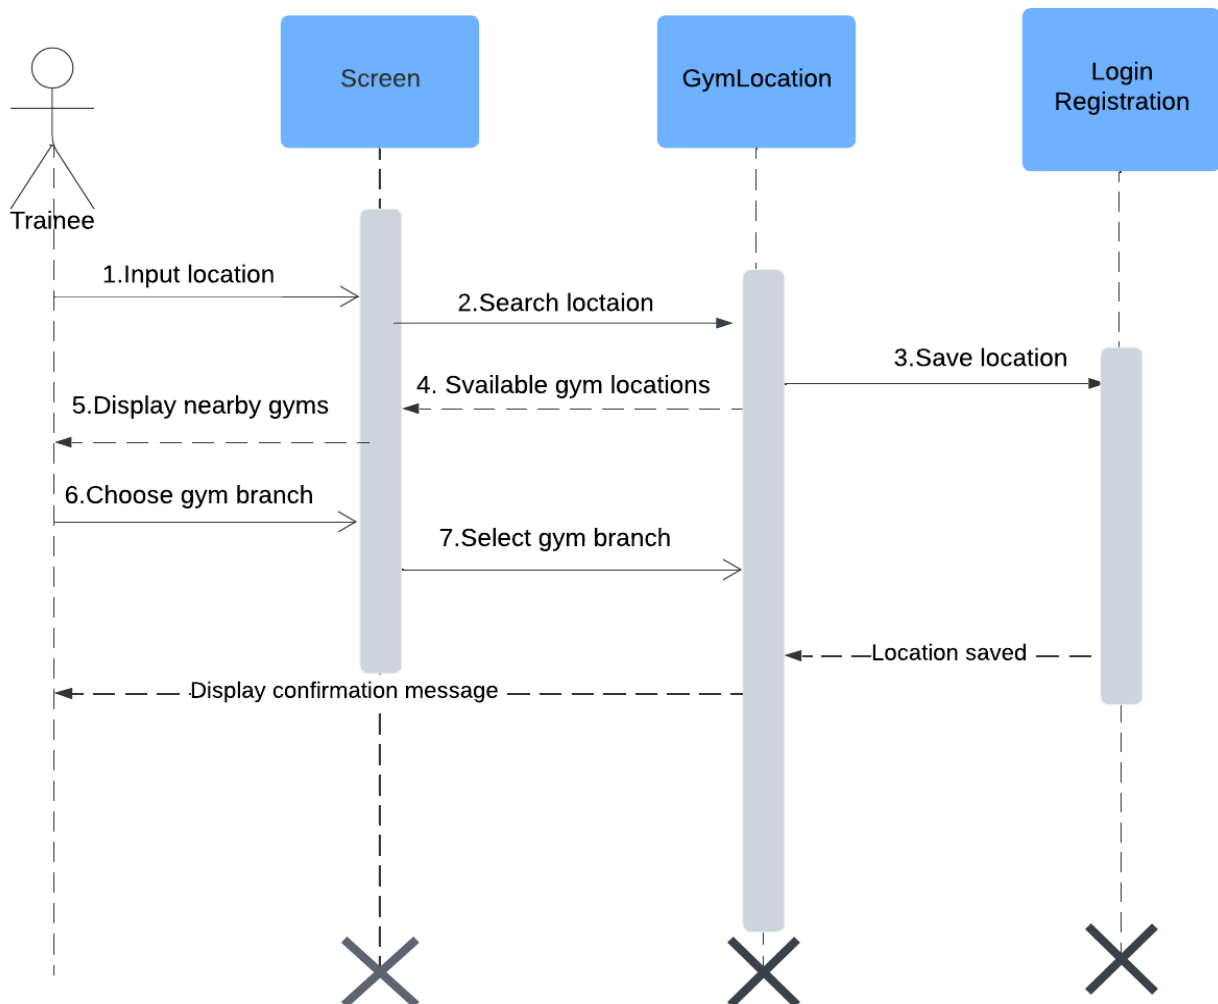 Screen
GymLocation
Login
Registration
Trainee
1.Input location
2.Search loctaion
3.Save location
4. Svailable gym locations
5.Display nearby gyms
6.Choose gym branch
7.Select gym branch
Location saved
Display confirmation message